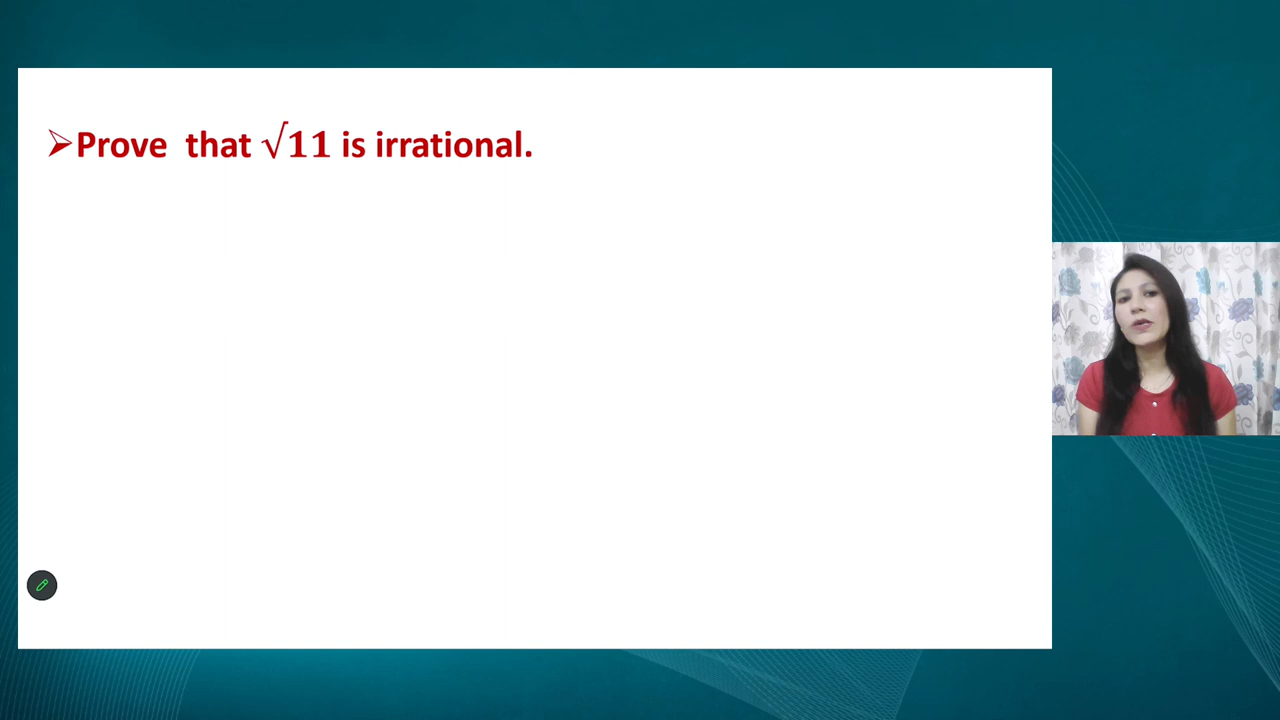 ➢Prove that √11 is irrational.